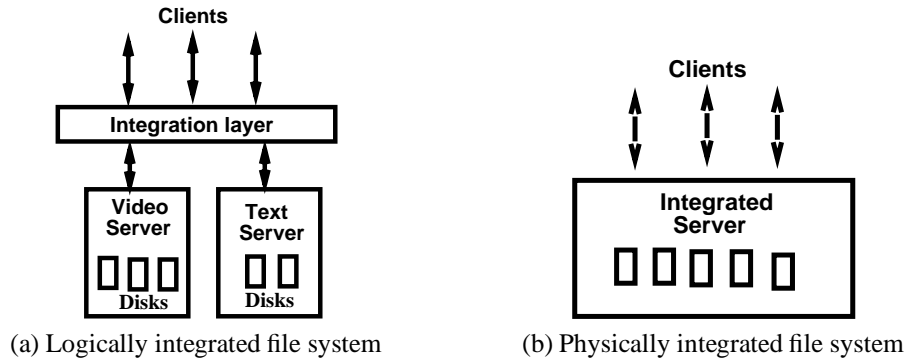 Clients
Integration layer
Video
Server
Disks
Text
Server
Disks
(a) Logically integrated file system
Clients
Integrated
Server
(b) Physically integrated file system